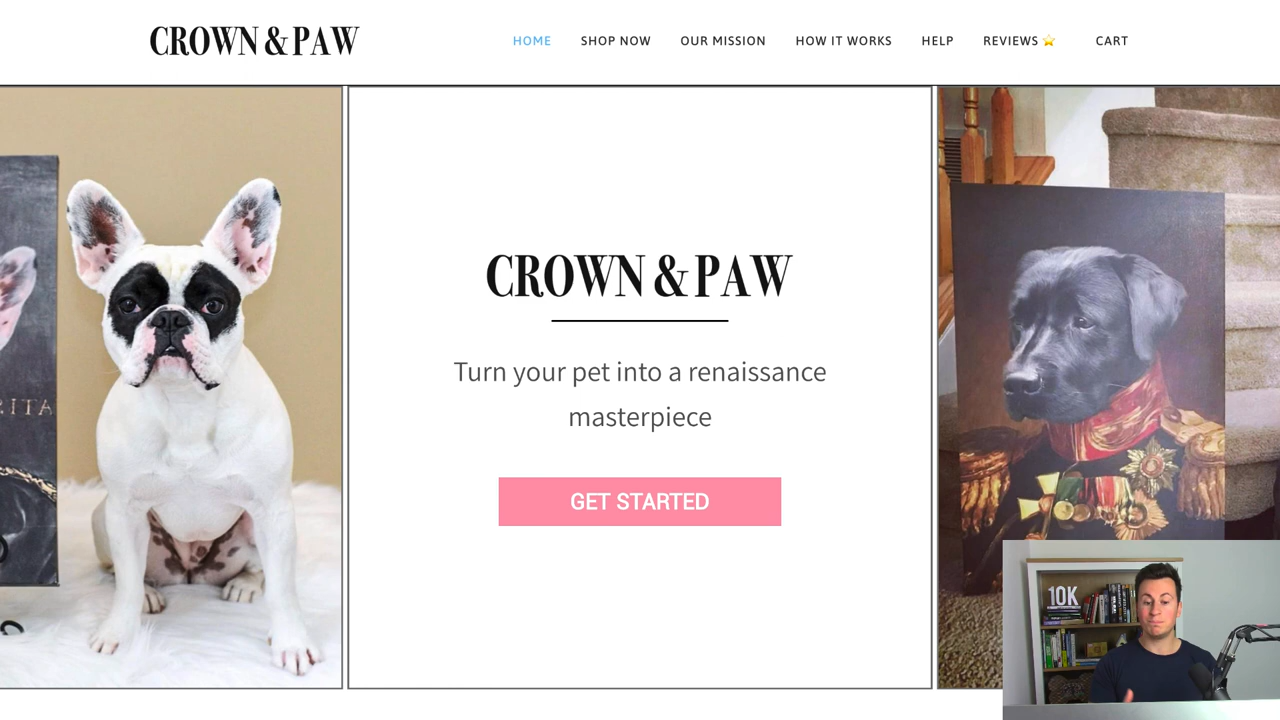 CROWN & PAW
HOME SHOP NOW OUR MISSION HOW IT WORKS HELP REVIEWS ⭐ CART
CROWN & PAW
Turn your pet into a renaissance
masterpiece
GET STARTED
RITA
10K